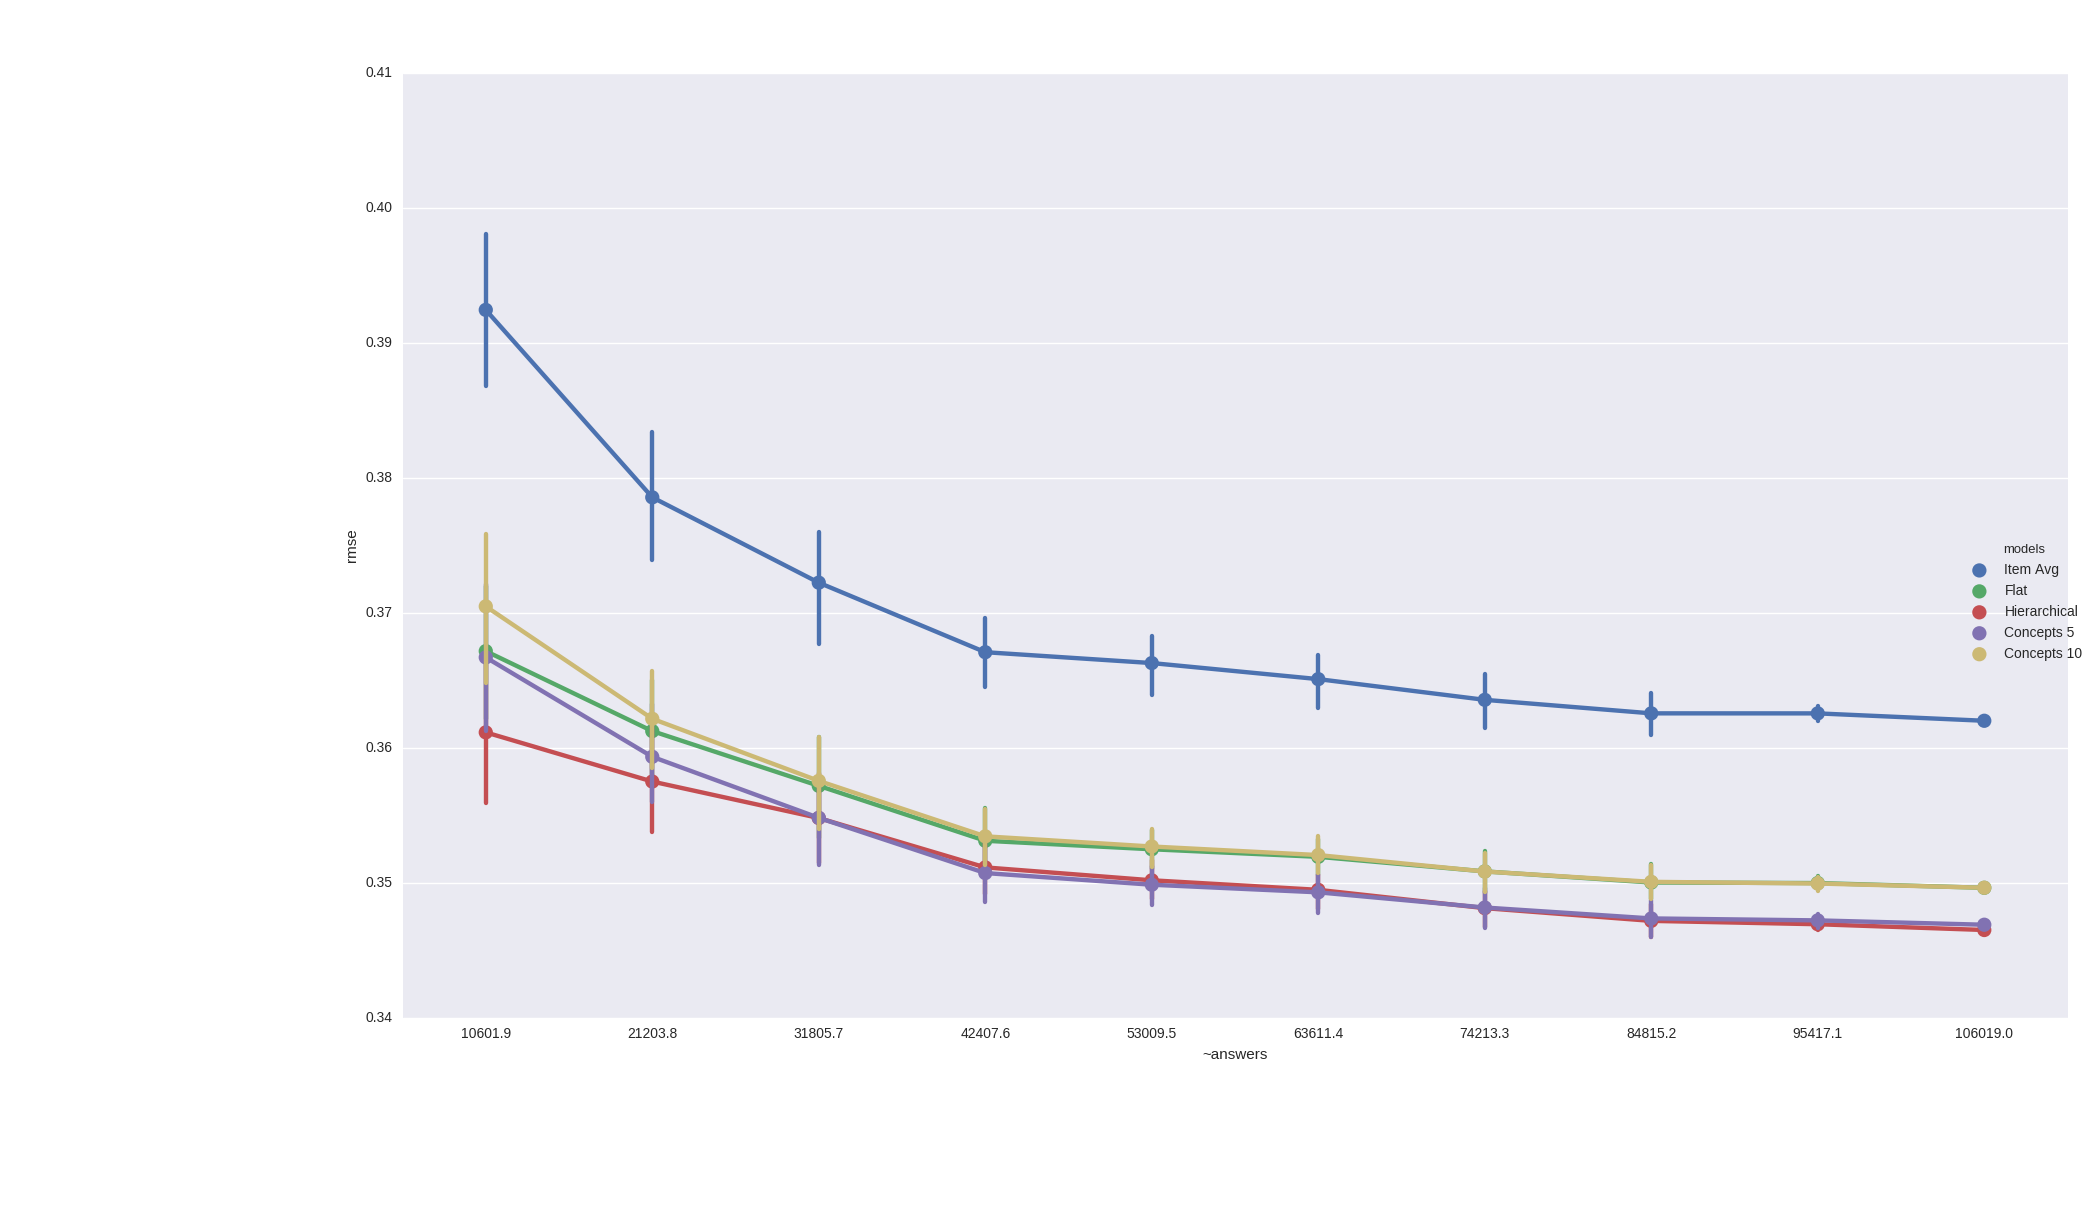 0.41
0.40
0.39
0.38
0.37
0.36
0.35
0.34
rmse
10601.9 21203.8 31805.7 42407.6 53009.5 63611.4 74213.3 84815.2 95417.1 106019.0
~answers
models
Item Avg
Flat
Hierarchical
Concepts 5
Concepts 10